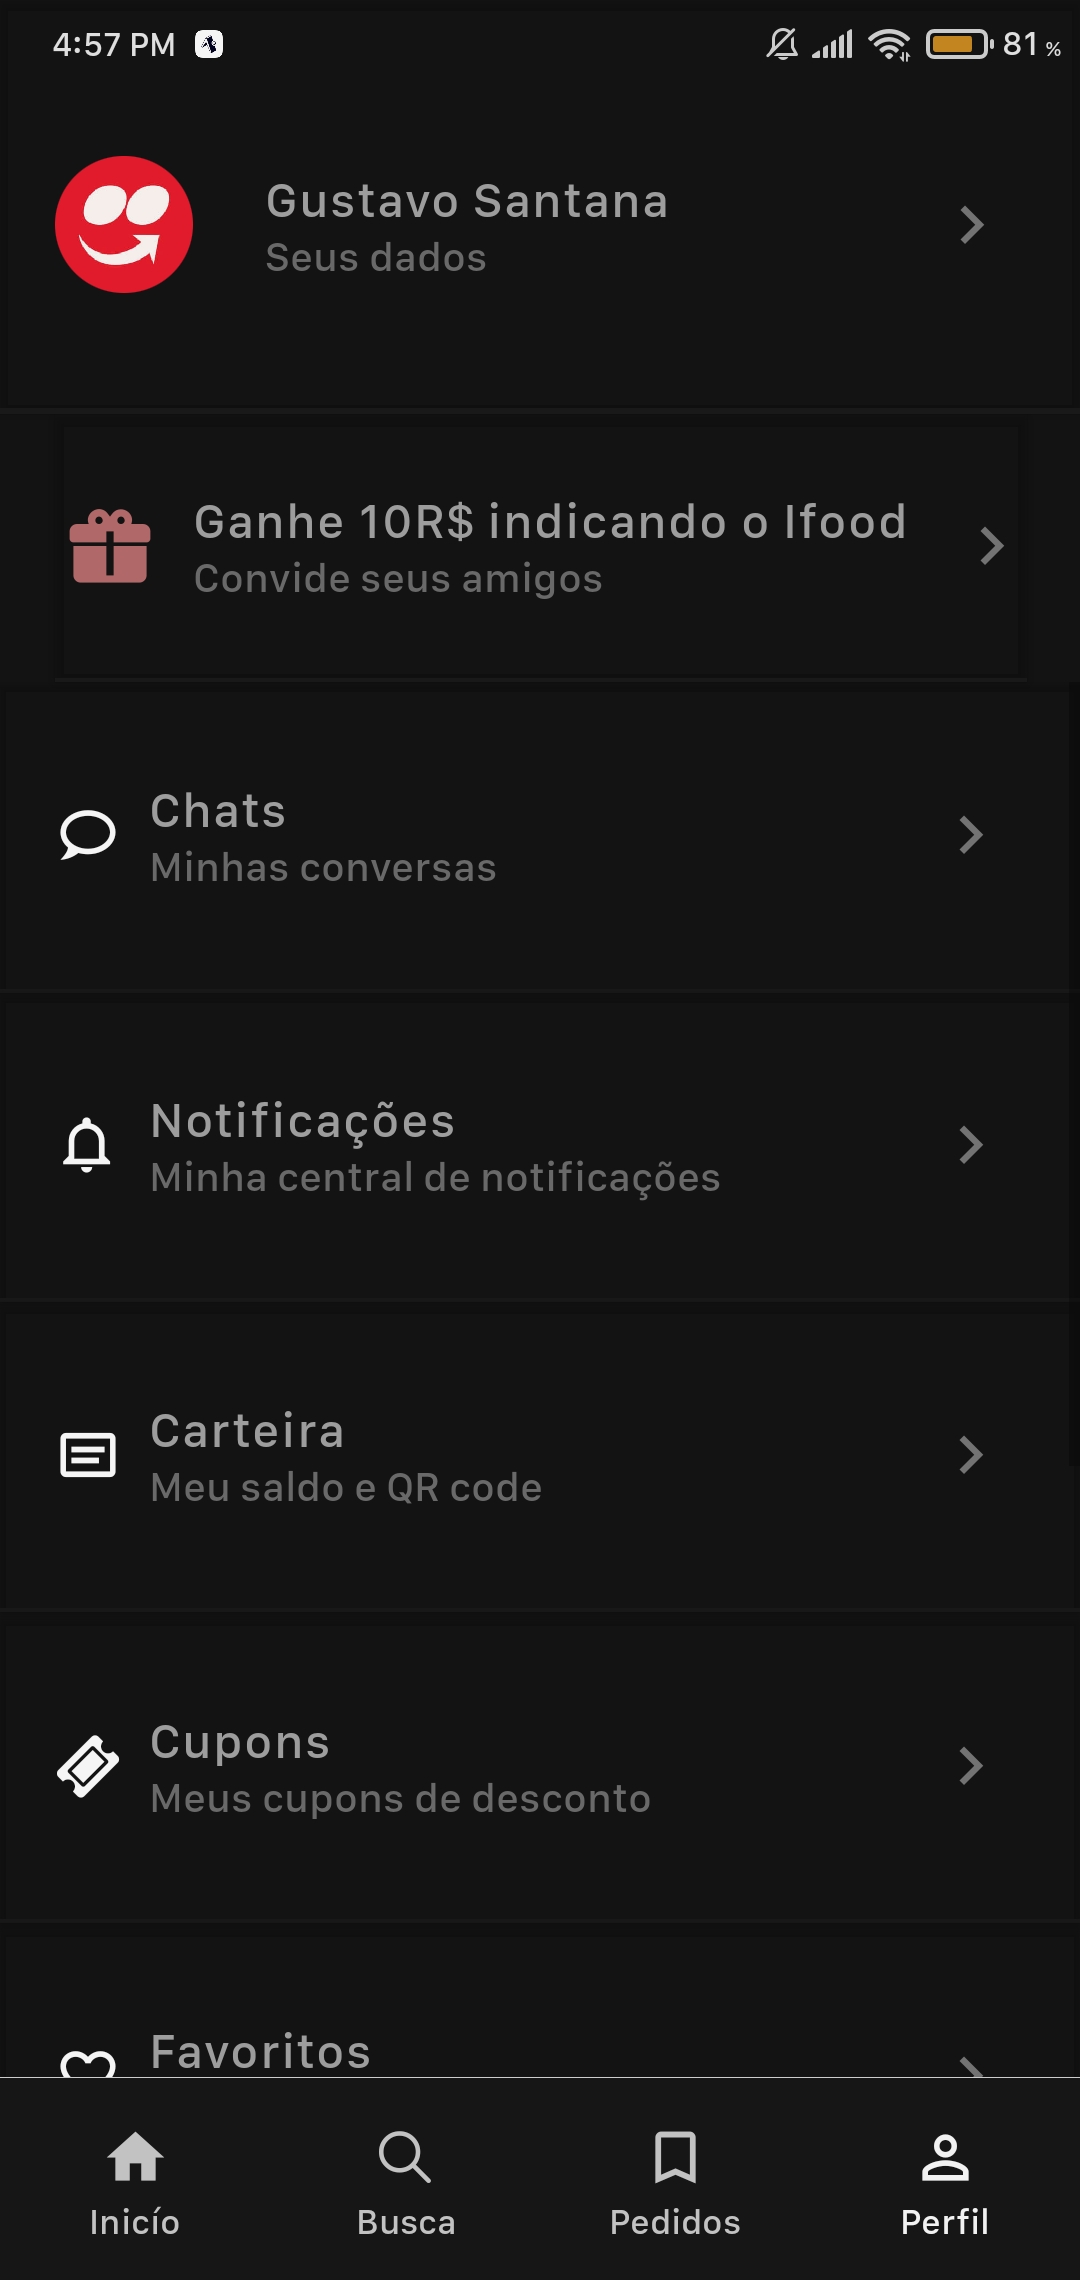 4:57 PM
81 %
Gustavo Santana
Seus dados
Ganhe 10R$ indicando o Ifood
Convide seus amigos
Chats
Minhas conversas
Notificações
Minha central de notificações
Carteira
Meu saldo e QR code
Cupons
Meus cupons de desconto
Favoritos
Inicío
Busca
Pedidos
Perfil